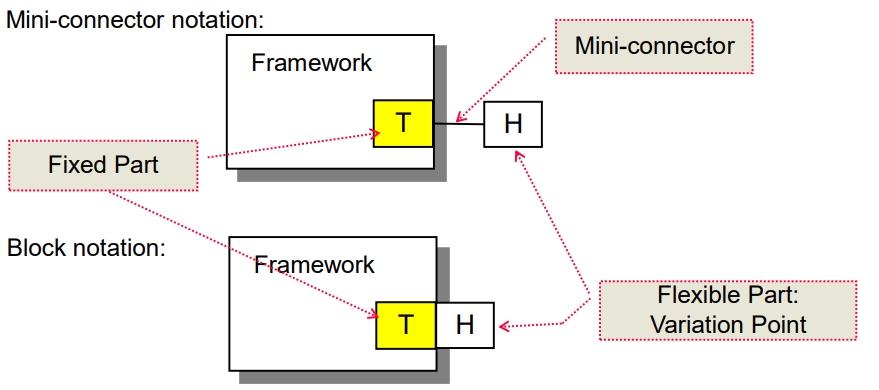 Mini-connector notation:
Framework
Mini-connector
T
H
Fixed Part
Block notation:
Framework
T
H
Flexible Part:
Variation Point